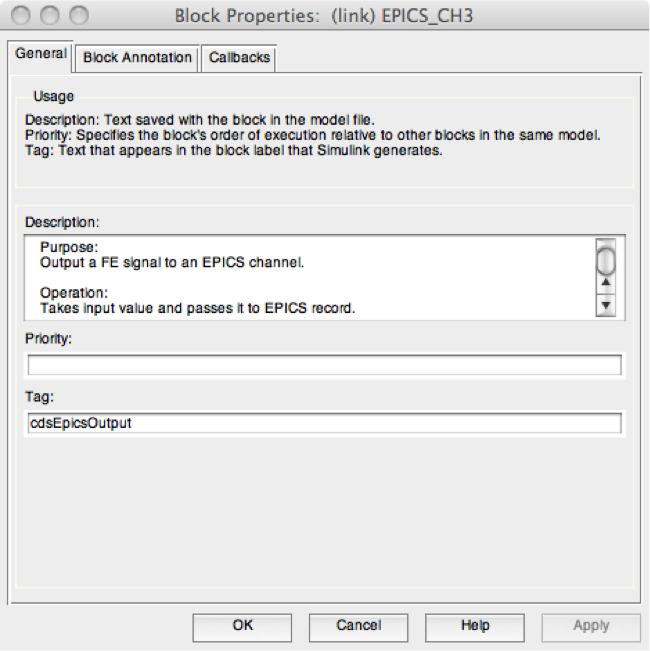 Block Properties: (link) EPICS_CH3
General
Block Annotation
Callbacks
Usage
Description: Text saved with the block in the model file.
Priority: Specifies the block's order of execution relative to other blocks in the same model.
Tag: Text that appears in the block label that Simulink generates.
Description:
Purpose:
Output a FE signal to an EPICS channel.
Operation:
Takes input value and passes it to EPICS record.
Priority:
Tag:
cdsEpicsOutput
OK
Cancel
Help
Apply